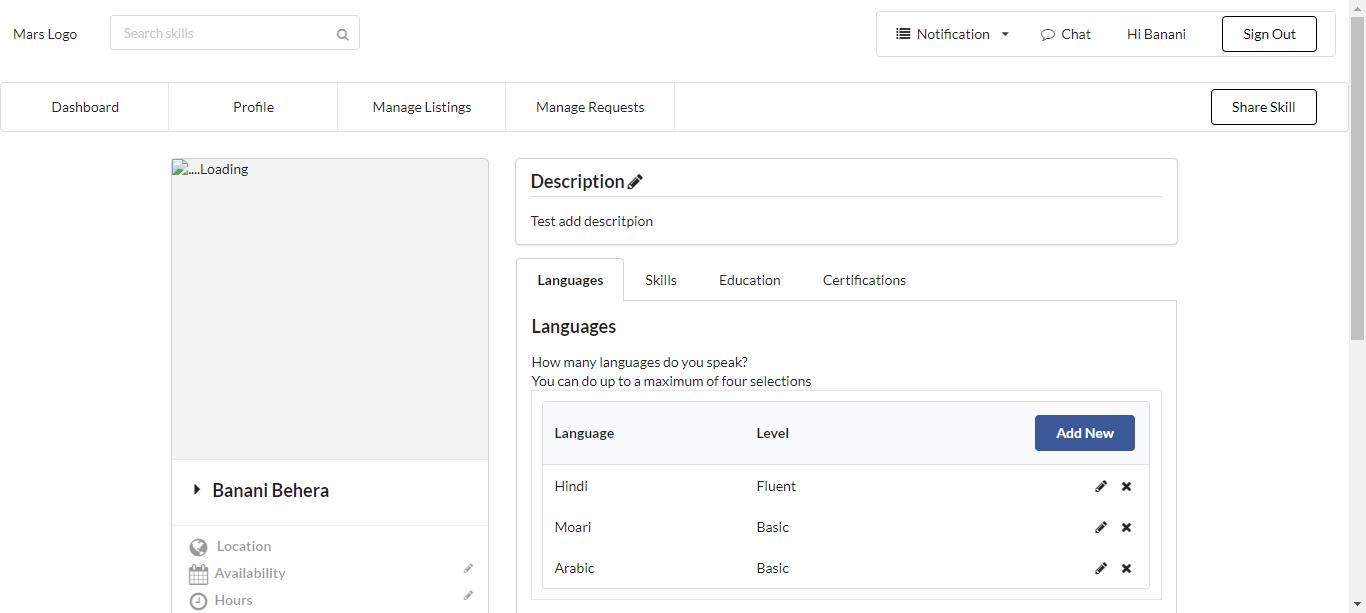 Mars Logo
Search skills
Notification
Chat
Hi Banani
Sign Out
Dashboard
Profile
Manage Listings
Manage Requests
Share Skill
....Loading
Banani Behera
Location
Availability
Hours
Description
Test add descritpion
Languages
Skills
Education
Certifications
Languages
How many languages do you speak?
You can do up to a maximum of four selections
Language Level Add New
Hindi Fluent
Moari Basic
Arabic Basic